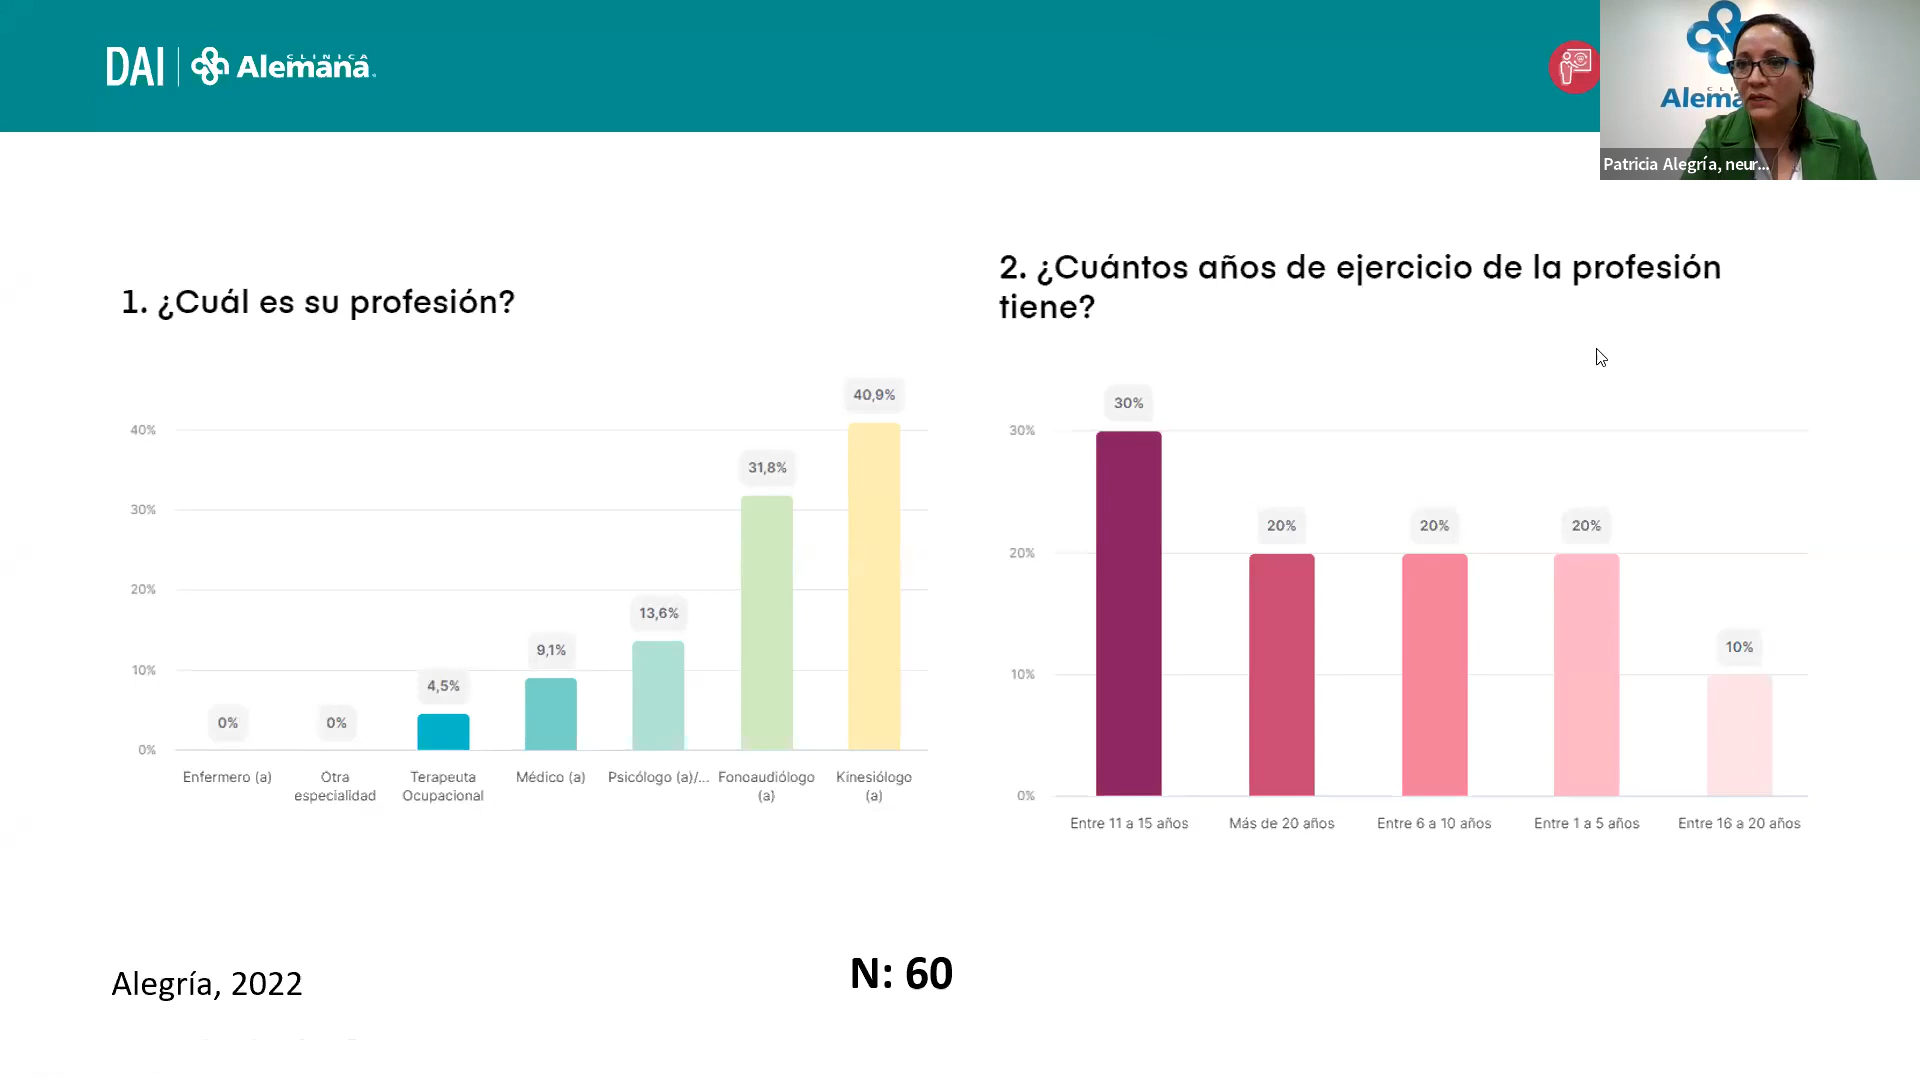 DAI
CLINICA
Alemana
CLI
Alema
Patricia Alegría, neur...
1. ¿Cuál es su profesión?
40,9%
40%
31,8%
30%
20%
13,6%
9,1%
10%
4,5%
0%
0%
0%
Enfermero (a)
Otra
especialidad
Terapeuta
Ocupacional
Médico (a)
Psicólogo (a)/...
Fonoaudiólogo
(a)
Kinesiólogo
(a)
2. ¿Cuántos años de ejercicio de la profesión
tiene?
30%
30%
20%
20%
20%
20%
10%
10%
0%
Entre 11 a 15 años
Más de 20 años
Entre 6 a 10 años
Entre 1 a 5 años
Entre 16 a 20 años
Alegría, 2022
N: 60